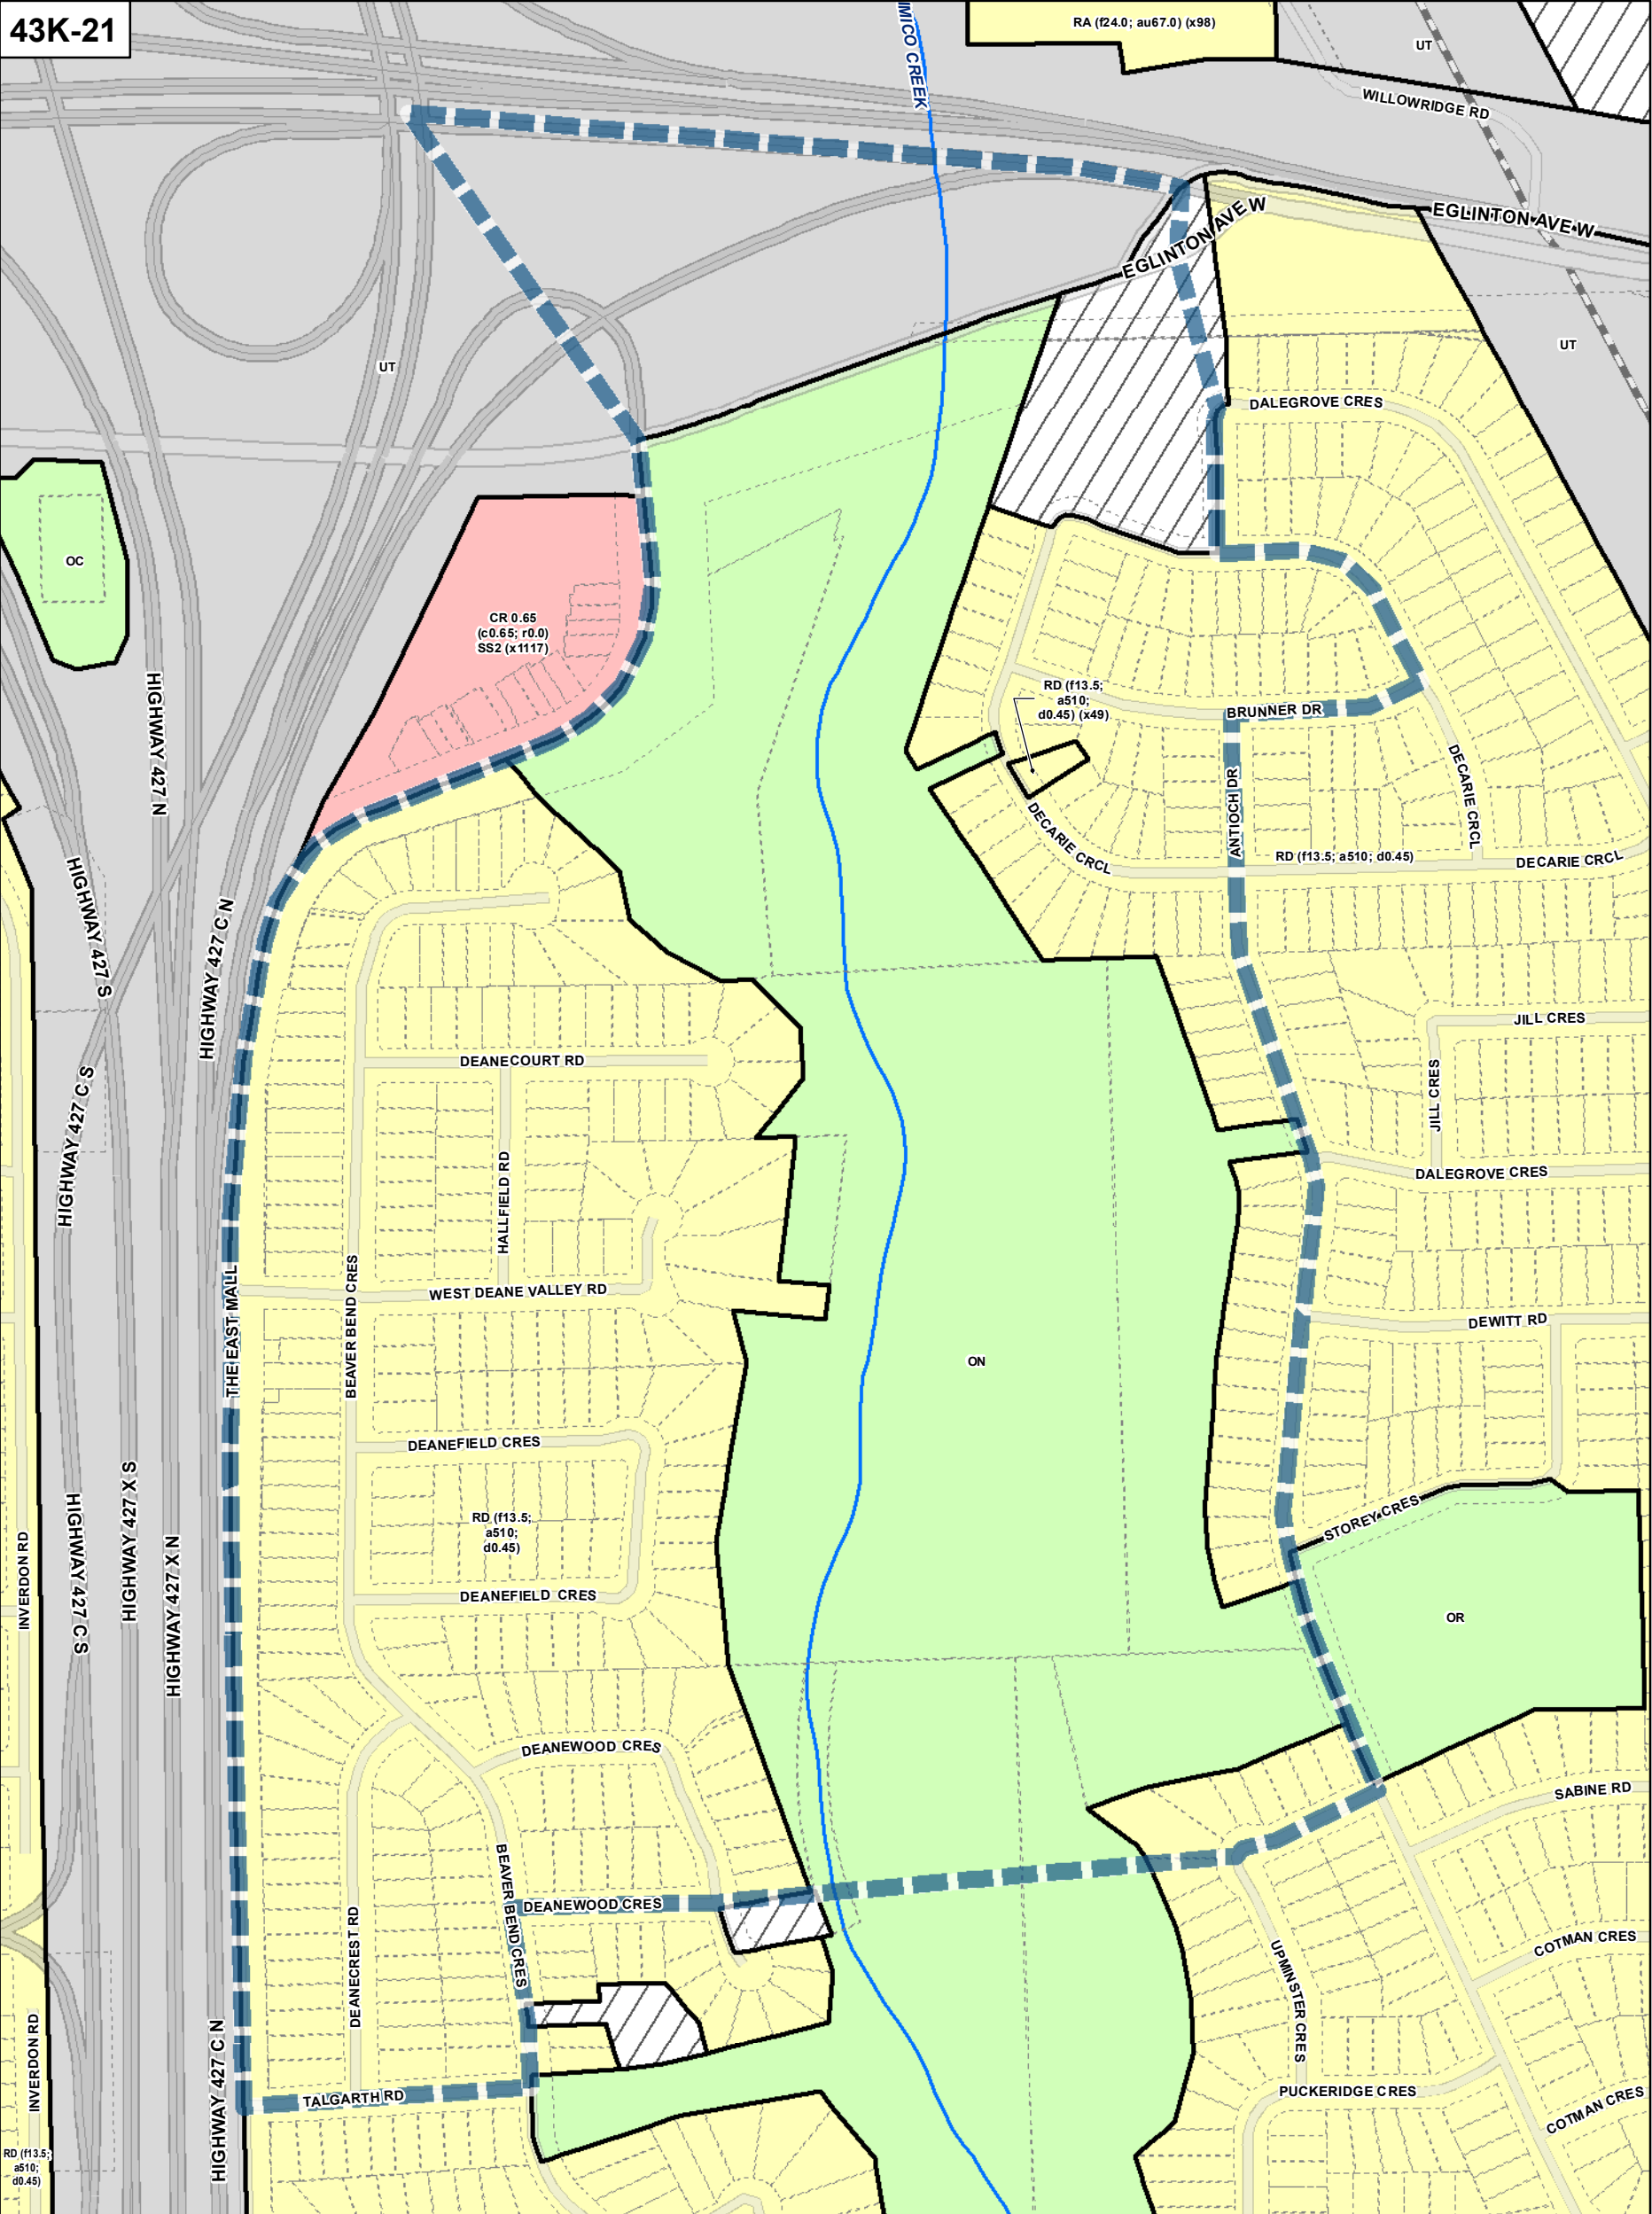 43K-21
RA (f24.0; au67.0) (x98)
UT
MICO CREEK
WILLOWRIDGE RD
EGLINTON AVE W
EGLINTON AVE W
UT
UT
DALEGROVE CRES
OC
CR 0.65
(c0.65; r0.0)
SS2 (x1117)
RD (f13.5;
a510;
d0.45) (x49)
BRUNNER DR
HIGHWAY 427 N
ANTIOCH DR
DECARIE CRCL
DECARIE CRCL
RD (f13.5; a510; d0.45)
DECARIE CRCL
HIGHWAY 427 S
HIGHWAY 427 C N
JILL CRES
DEANECOURT RD
JILL CRES
HIGHWAY 427 C S
HALLFIELD RD
DALEGROVE CRES
THE EAST MALL
BEAVER BEND CRES
WEST DEANE VALLEY RD
DEWITT RD
ON
DEANEFIELD CRES
RD (f13.5;
a510;
d0.45)
STOREY CRES
HIGHWAY 427 C S
HIGHWAY 427 X S
HIGHWAY 427 X N
INVERDON RD
DEANEFIELD CRES
OR
DEANEWOOD CRES
SABINE RD
BEAVER BEND CRES
DEANEWOOD CRES
DEANECREST RD
COTMAN CRES
UPMINSTER CRES
INVERDON RD
HIGHWAY 427 C N
TALGARTH RD
PUCKERIDGE CRES
COTMAN CRES
RD (f13.5;
a510;
d0.45)